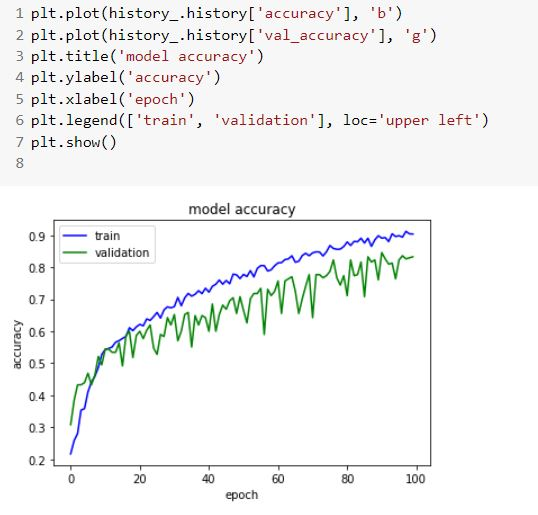 1 plt.plot(history_.history['accuracy'], 'b')
2 plt.plot(history_.history['val_accuracy'], 'g')
3 plt.title('model accuracy')
4 plt.ylabel('accuracy')
5 plt.xlabel('epoch')
6 plt.legend(['train', 'validation'], loc='upper left')
7 plt.show()
8
model accuracy
train
validation
0.9
0.8
0.7
0.6
0.5
0.4
0.3
0.2
accuracy
0 20 40 60 80 100
epoch